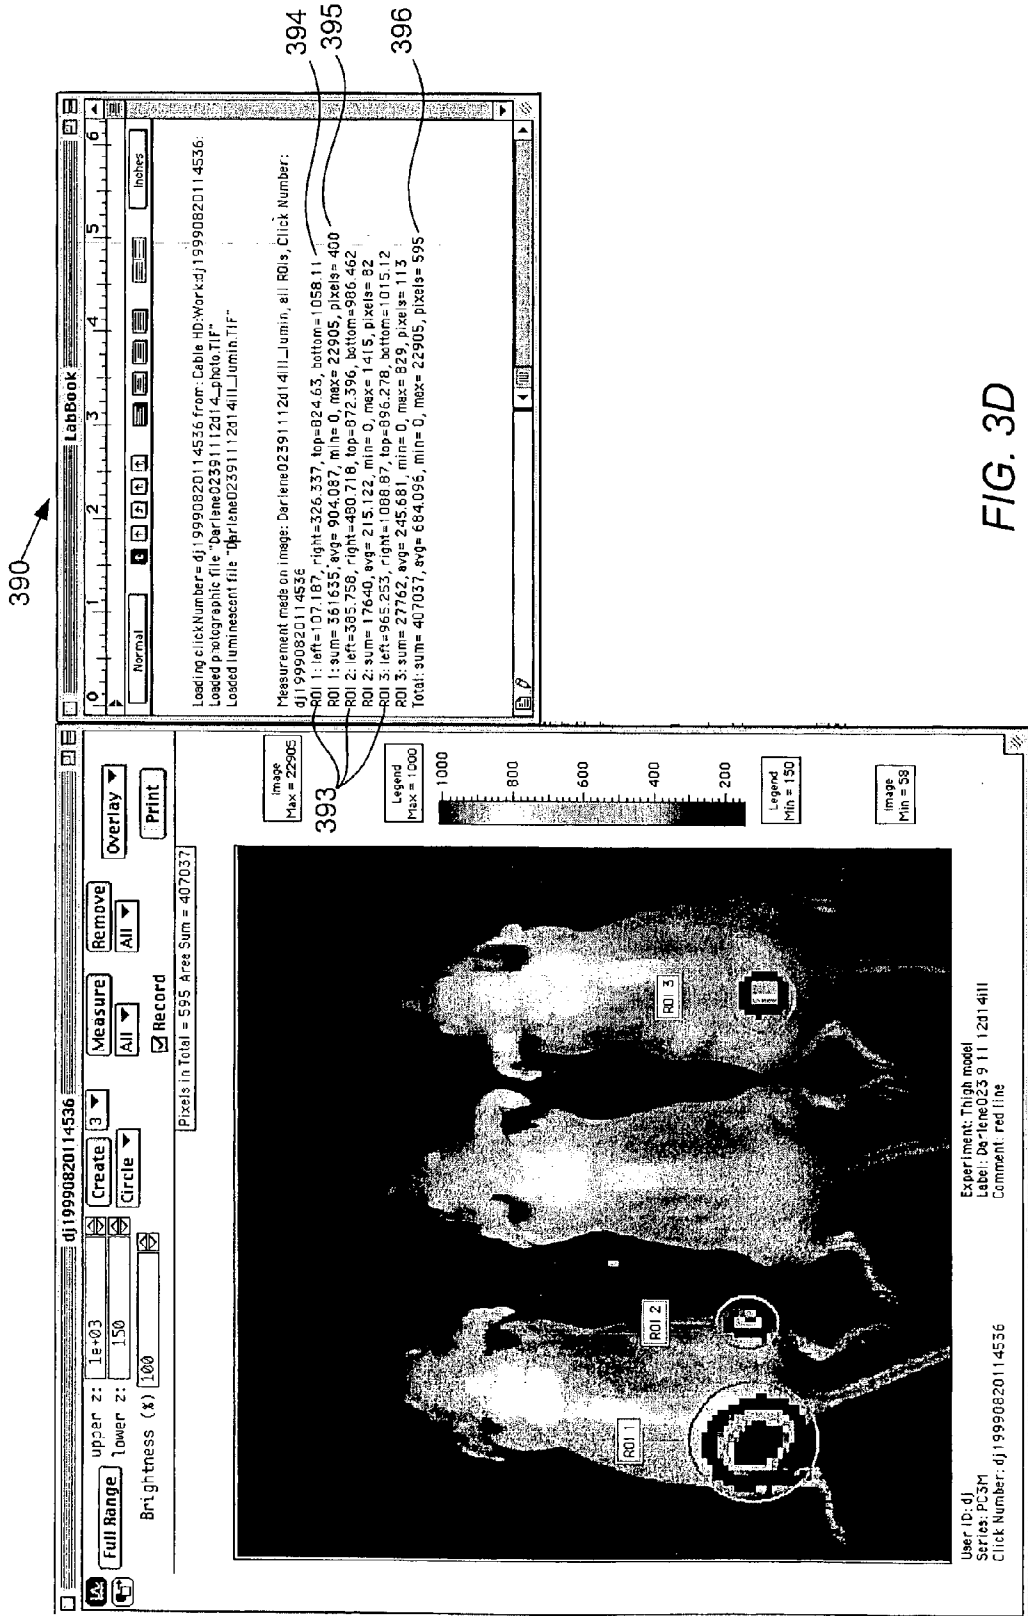 dj19990820114536
Full Range
upper z: 1e+03
lower z: 150
Brightness (%) 100
Create 3
Circle
Measure
All
Record
Remove
All
Overlay
Print
Pixels in Total = 595 Area Sum = 407037
Image
Max = 22905
Legend
Max = 1000
1000
800
600
400
200
Legend
Min = 150
Image
Min = 58
ROI 1
ROI 2
ROI 3
User ID: dj
Series: PC3M
Click Number: dj19990820114536
Experiment: Thigh model
Label: Darlene023 9 11 12d14ill
Comment: red line
390
LabBook
0 1 2 3 4 5 6
Normal
Inches
Loading clickNumber= dj19990820114536 from: Cable HD:Work:dj19990820114536:
Loaded photographic file "Darlene02391112d14_photo.TIF"
Loaded luminescent file "Darlene02391112d14ill_lumin.TIF"
Measurement made on image: Darlene02391112d14ill_lumin, all ROIs, Click Number:
dj19990820114536
ROI 1: left=107.187, right=326.337, top=824.63, bottom=1058.11
ROI 1: sum= 361635, avg= 904.087, min= 0, max= 22905, pixels= 400
ROI 2: left=385.758, right=480.718, top=872.396, bottom=986.462
ROI 2: sum= 17640, avg= 215.122, min= 0, max= 1415, pixels= 82
ROI 3: left=965.253, right=1088.87, top=896.278, bottom=1015.12
ROI 3: sum= 27762, avg= 245.681, min= 0, max= 829, pixels= 113
Total: sum= 407037, avg= 684.096, min= 0, max= 22905, pixels= 595
393
394
395
396
FIG. 3D